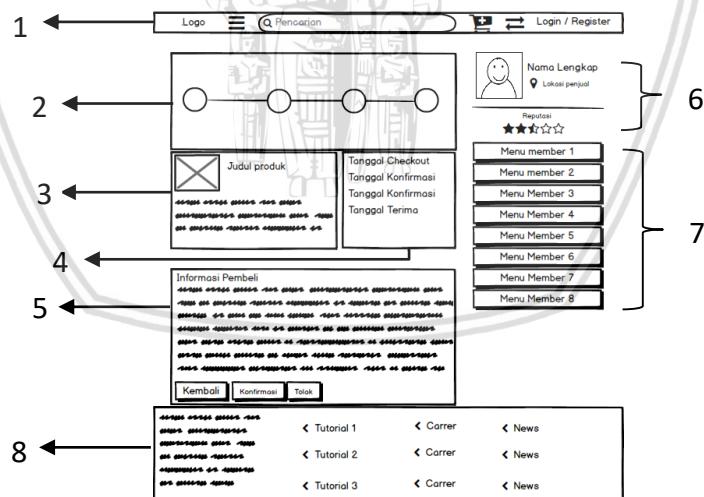 1
Logo
Pencarian
Login / Register
2
3
Judul produk
Tanggal Checkout
Tanggal Konfirmasi
Tanggal Konfirmasi
Tanggal Terima
4
5
Informasi Pembeli
Kembali
Konfirmasi
Tolak
Nama Lengkap
Lokasi penjual
Reputasi
6
Menu member 1
Menu member 2
Menu Member 3
Menu Member 4
Menu Member 5
Menu Member 6
Menu Member 7
Menu Member 8
7
8
Tutorial 1 Carrer News
Tutorial 2 Carrer News
Tutorial 3 Carrer News